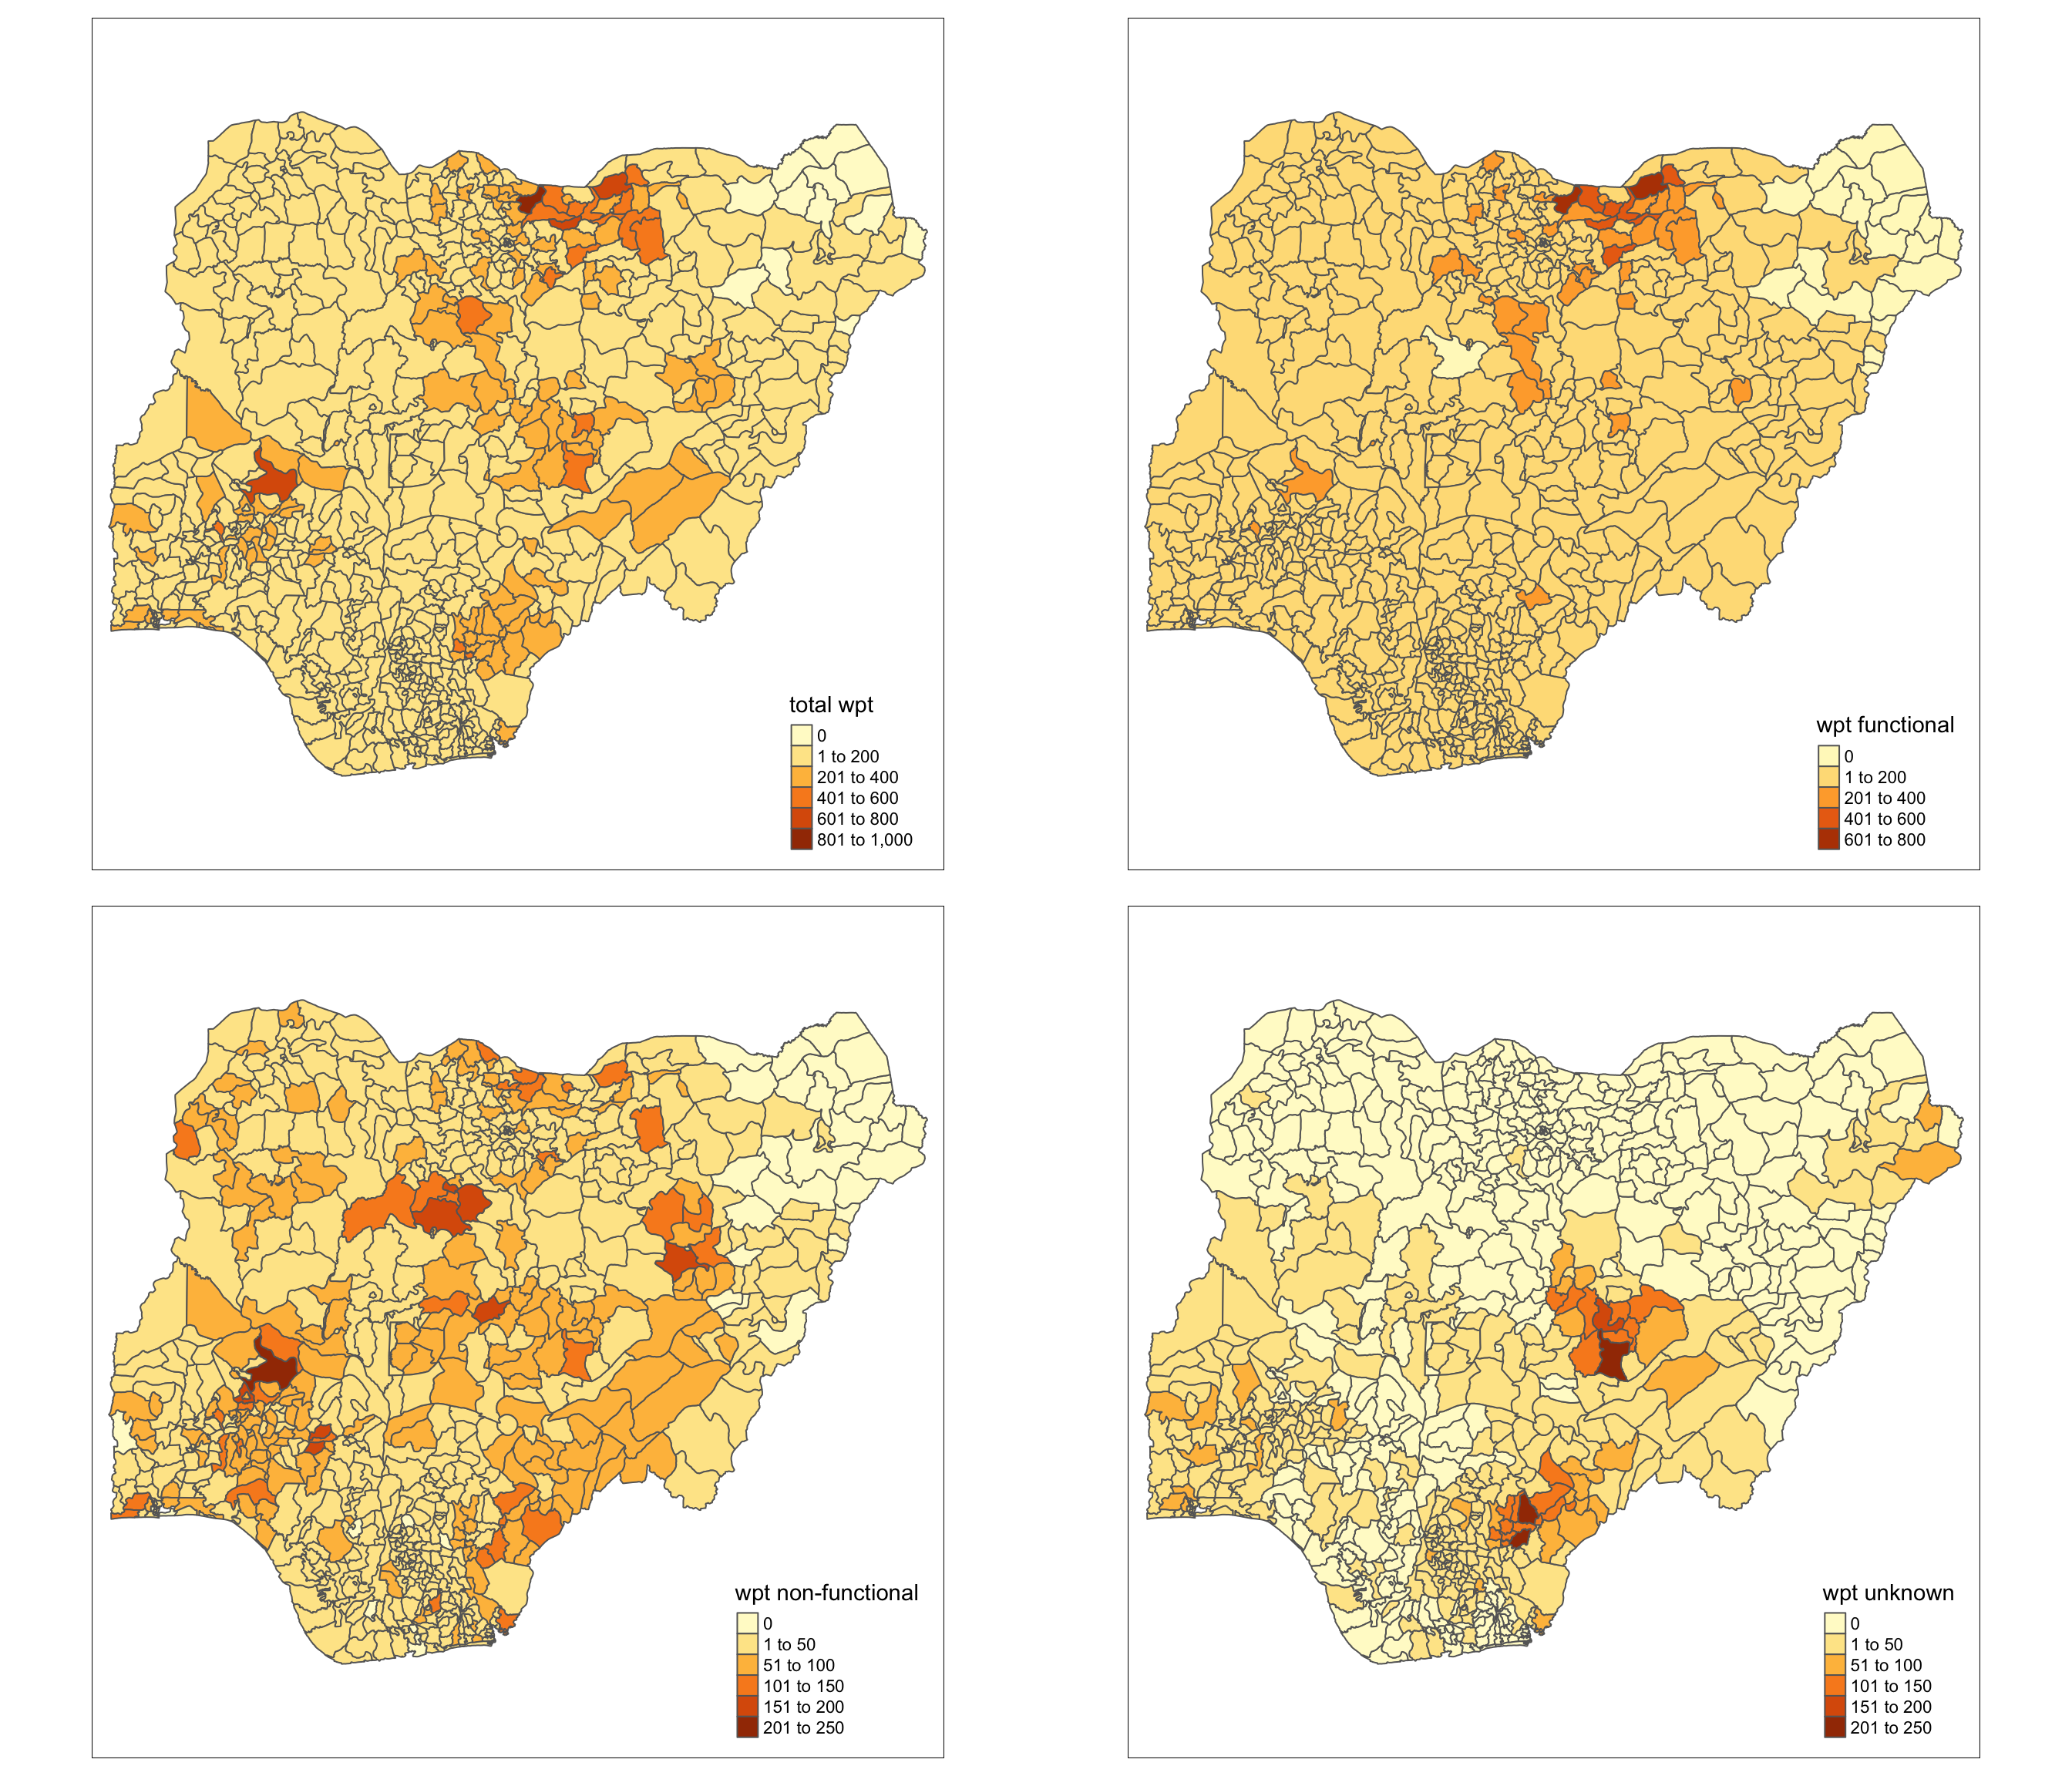 total wpt
0
1 to 200
201 to 400
401 to 600
601 to 800
801 to 1,000
wpt functional
0
1 to 200
201 to 400
401 to 600
601 to 800
wpt non-functional
0
1 to 50
51 to 100
101 to 150
151 to 200
201 to 250
wpt unknown
0
1 to 50
51 to 100
101 to 150
151 to 200
201 to 250